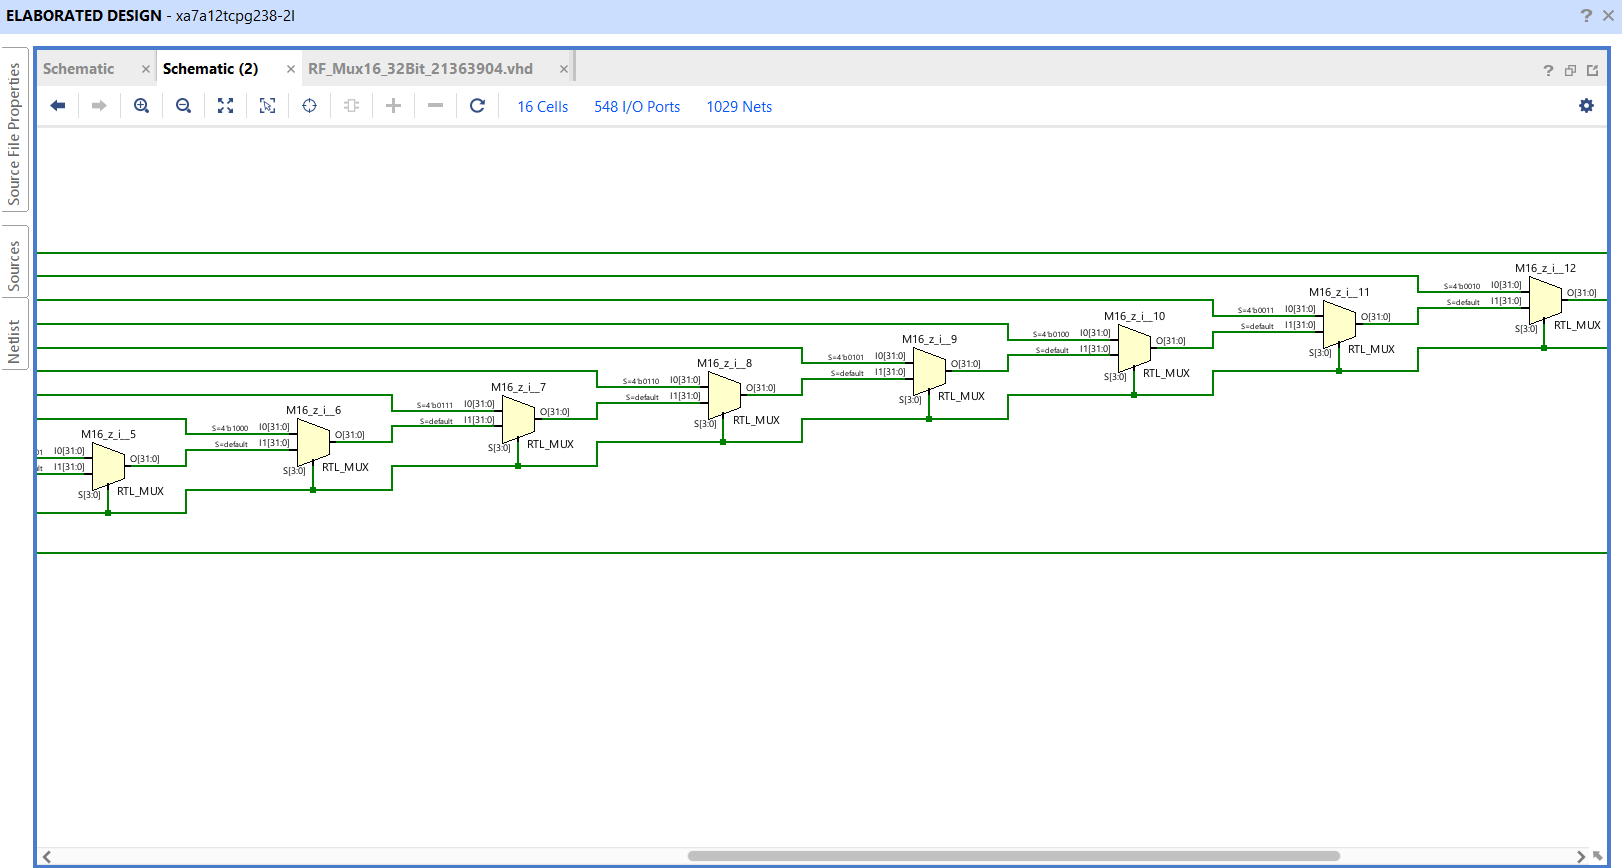 ELABORATED DESIGN - xa7a12tcpg238-2I
Source File Properties
Sources
Netlist
Schematic
Schematic (2)
RF_Mux16_32Bit_21363904.vhd
16 Cells
548 I/O Ports
1029 Nets
M16_z_i__12
S=4'b0010 I0[31:0]
S=default I1[31:0]
O[31:0]
S[3:0]
RTL_MUX
M16_z_i__11
S=4'b0011 I0[31:0]
S=default I1[31:0]
O[31:0]
S[3:0]
RTL_MUX
M16_z_i__10
S=4'b0100 I0[31:0]
S=default I1[31:0]
O[31:0]
S[3:0]
RTL_MUX
M16_z_i__9
S=4'b0101 I0[31:0]
S=default I1[31:0]
O[31:0]
S[3:0]
RTL_MUX
M16_z_i__8
S=4'b0110 I0[31:0]
S=default I1[31:0]
O[31:0]
S[3:0]
RTL_MUX
M16_z_i__7
S=4'b0111 I0[31:0]
S=default I1[31:0]
O[31:0]
S[3:0]
RTL_MUX
M16_z_i__6
S=4'b1000 I0[31:0]
S=default I1[31:0]
O[31:0]
S[3:0]
RTL_MUX
M16_z_i__5
I0[31:0]
I1[31:0]
O[31:0]
S[3:0]
RTL_MUX